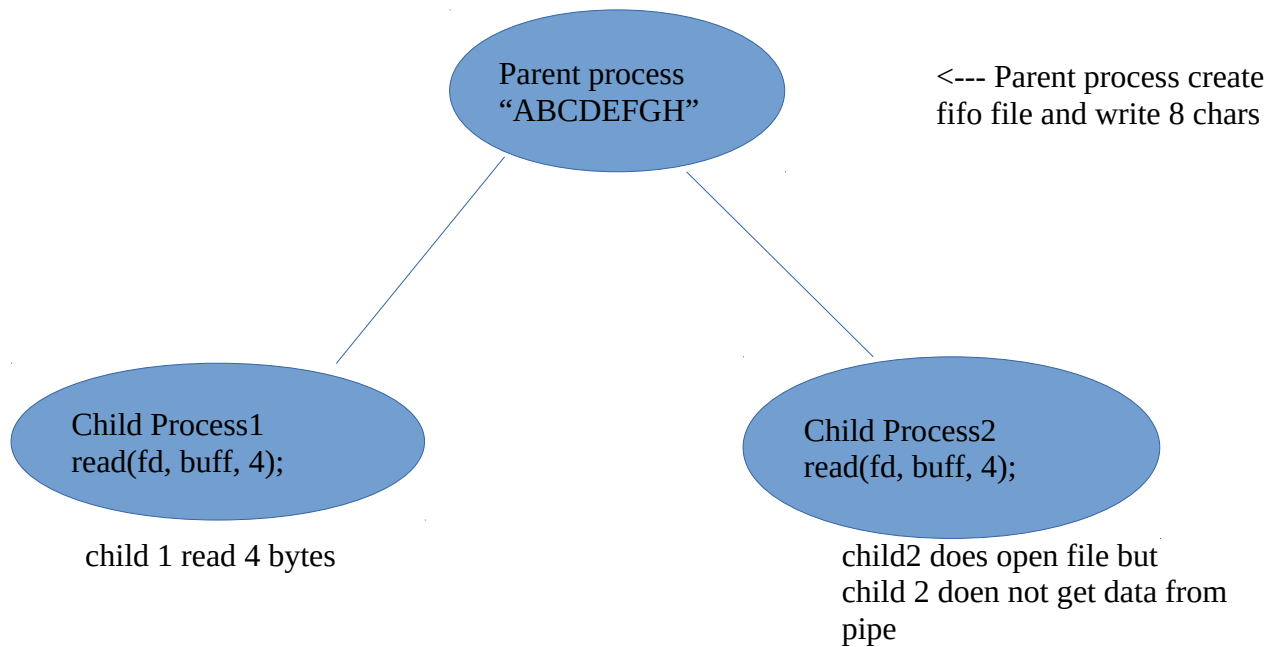 Parent process
“ABCDEFGH”
<--- Parent process create
fifo file and write 8 chars
Child Process1
read(fd, buff, 4);
Child Process2
read(fd, buff, 4);
child 1 read 4 bytes
child2 does open file but
child 2 doen not get data from
pipe